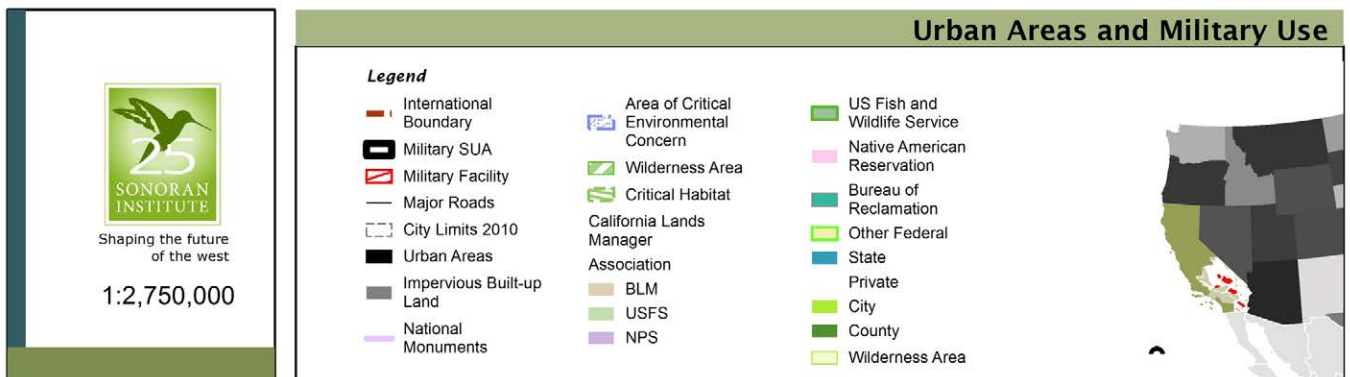 Urban Areas and Military Use
25
SONORAN
INSTITUTE
Shaping the future
of the west
1:2,750,000
Legend
International
Boundary
Military SUA
Military Facility
Major Roads
City Limits 2010
Urban Areas
Impervious Built-up
Land
National
Monuments
Area of Critical
Environmental
Concern
Wilderness Area
Critical Habitat
California Lands
Manager
Association
BLM
USFS
NPS
US Fish and
Wildlife Service
Native American
Reservation
Bureau of
Reclamation
Other Federal
State
Private
City
County
Wilderness Area